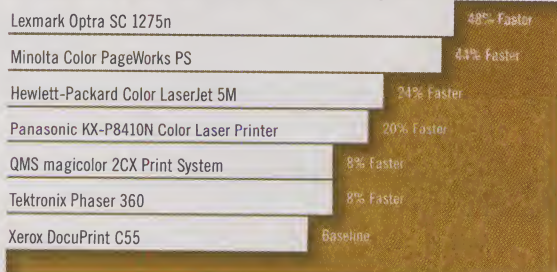 Lexmark Optra SC 1275n 48% Faster
Minolta Color PageWorks PS 44% Faster
Hewlett-Packard Color LaserJet 5M 24% Faster
Panasonic KX-P8410N Color Laser Printer 20% Faster
QMS magicolor 2CX Print System 8% Faster
Tektronix Phaser 360 8% Faster
Xerox DocuPrint C55 Baseline